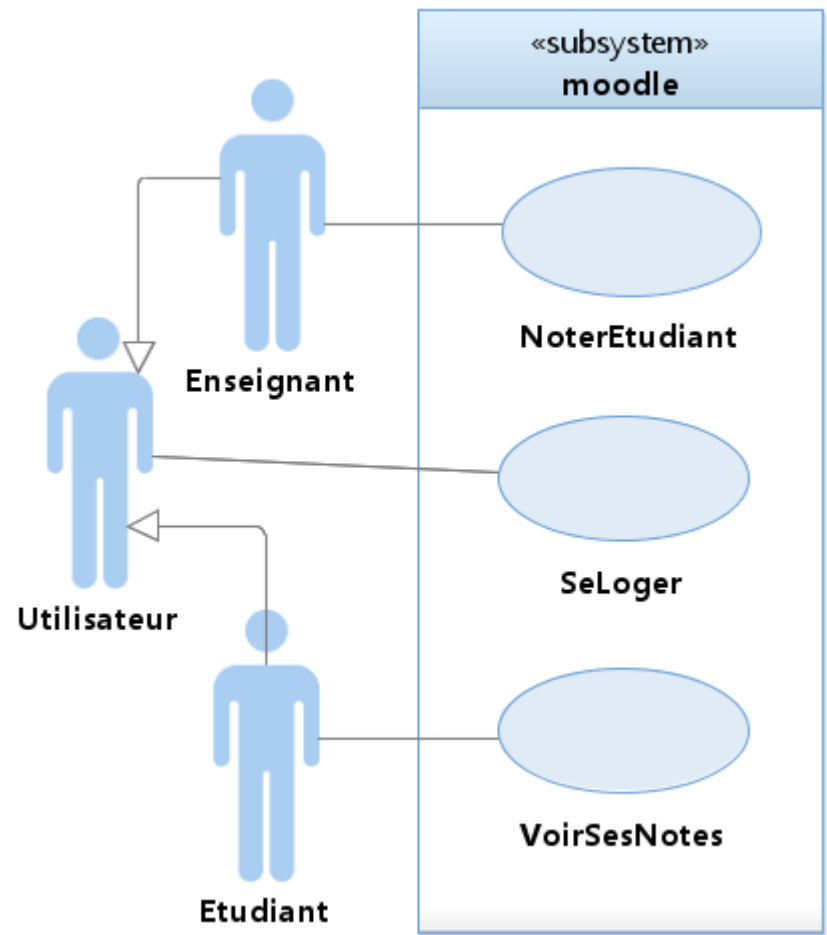 «subsystem»
moodle
NoterEtudiant
Enseignant
SeLoger
Utilisateur
VoirSesNotes
Etudiant